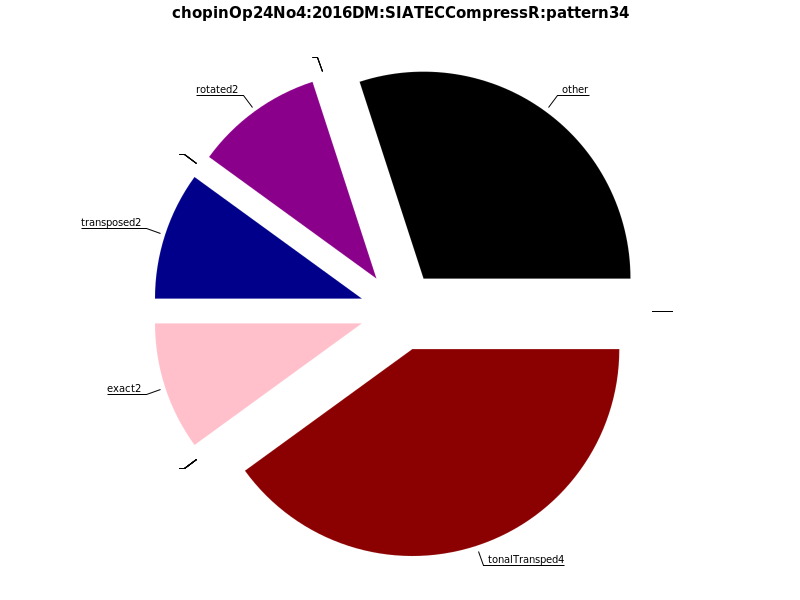 chopinOp24No4:2016DM:SIATECCompressR:pattern34
other
rotated2
transposed2
exact2
tonalTransped4